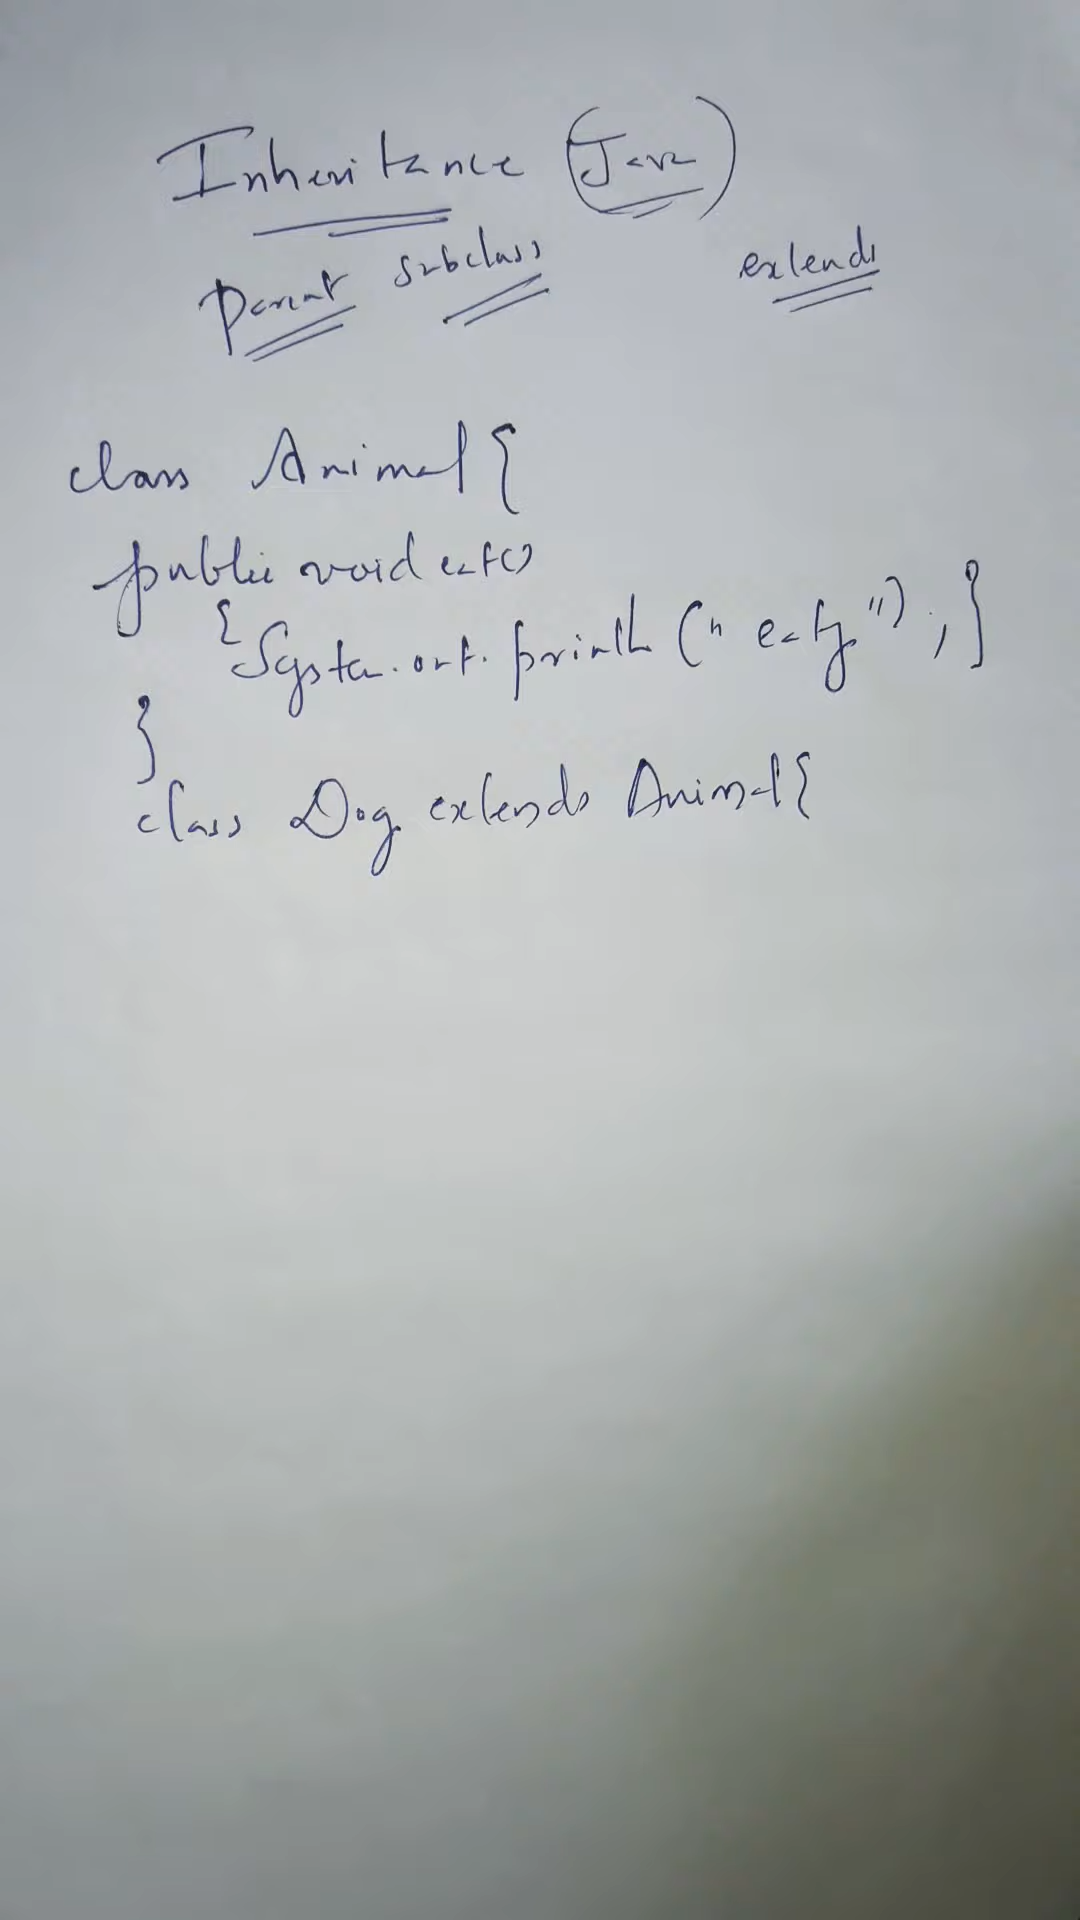 Inheritance (Java)
Parent subclass extends
class Animal {
public void eat()
{ System.out.println ("eating"); }
}
class Dog extends Animal {